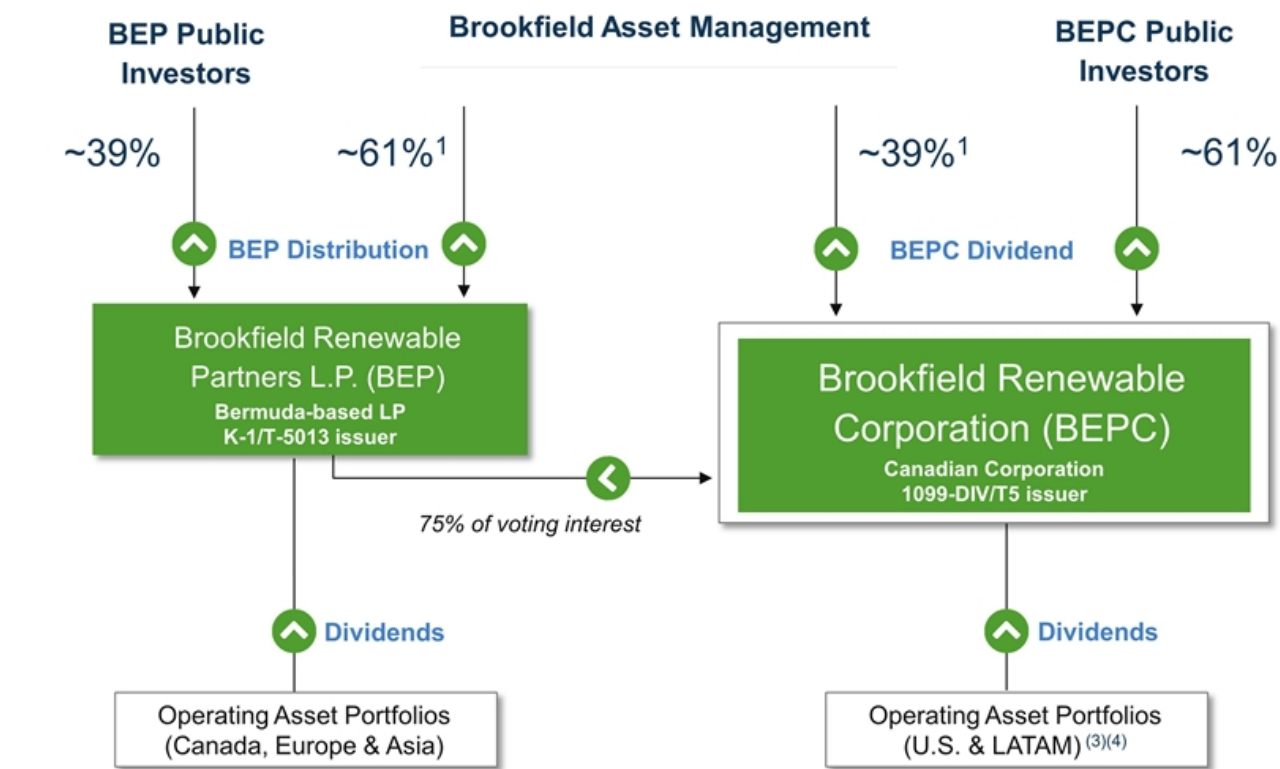 BEP Public
Investors
Brookfield Asset Management
BEPC Public
Investors
~39%
~61%¹
~39%¹
~61%
BEP Distribution
BEPC Dividend
Brookfield Renewable
Partners L.P. (BEP)
Bermuda-based LP
K-1/T-5013 issuer
Brookfield Renewable
Corporation (BEPC)
Canadian Corporation
1099-DIV/T5 issuer
75% of voting interest
Dividends
Dividends
Operating Asset Portfolios
(Canada, Europe & Asia)
Operating Asset Portfolios
(U.S. & LATAM) (3)(4)